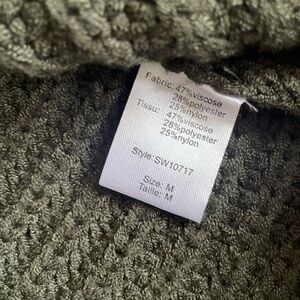 Fabric: 47%viscose
28%polyester
25%nylon
Tissu: 47%viscose
28%polyester
25%nylon
Style:SW10717
Size: M
Taille: M